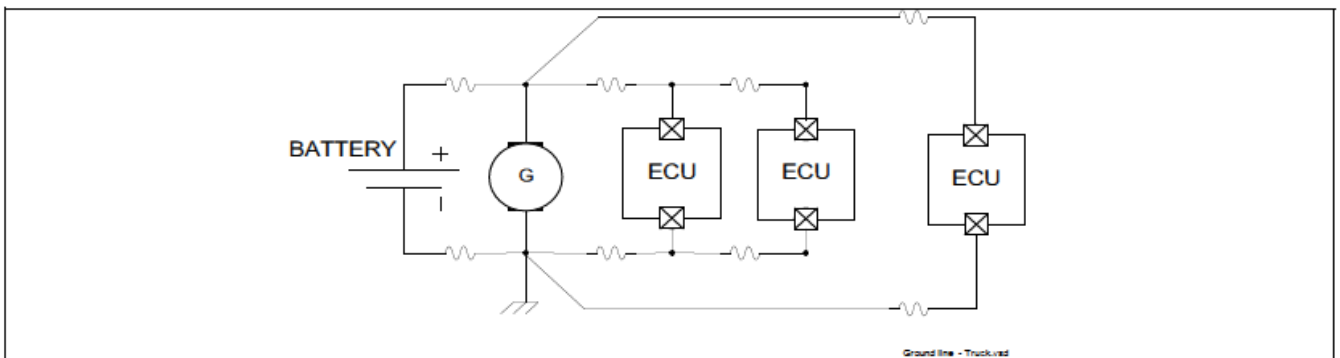 BATTERY
+
G
ECU
ECU
ECU
Ground line - Truck.vsd